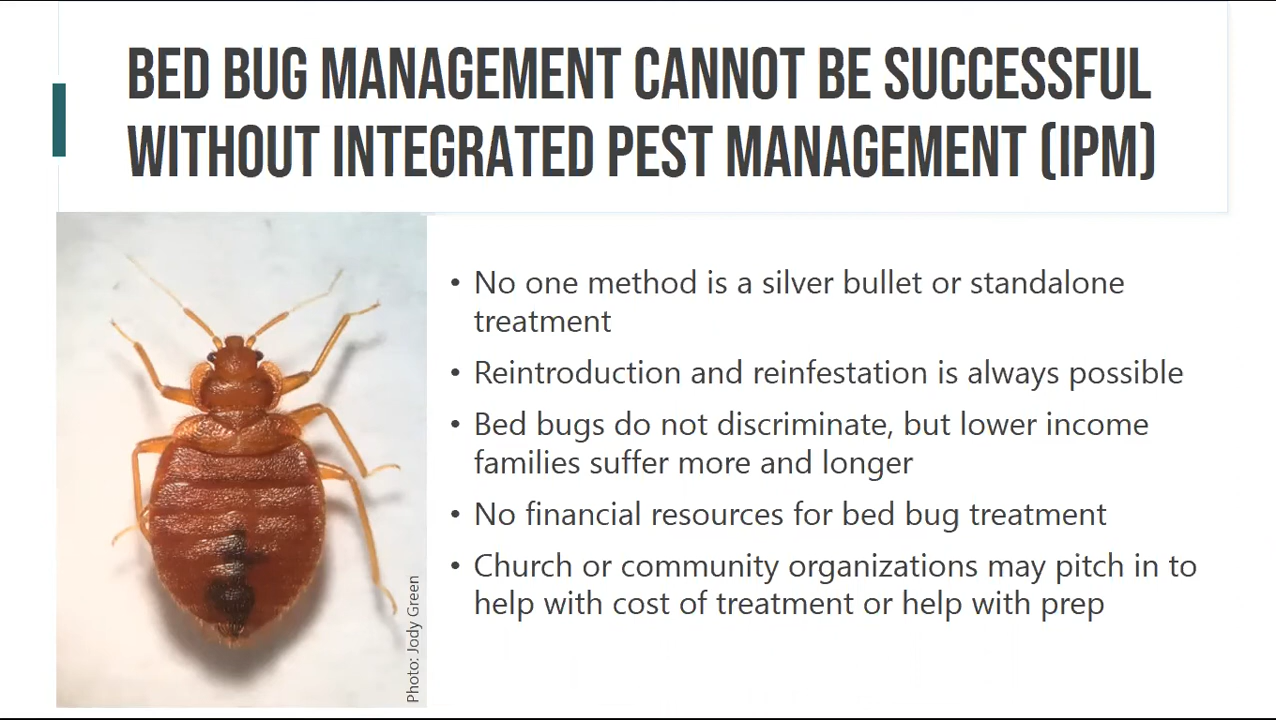 BED BUG MANAGEMENT CANNOT BE SUCCESSFUL
WITHOUT INTEGRATED PEST MANAGEMENT (IPM)
• No one method is a silver bullet or standalone
treatment
• Reintroduction and reinfestation is always possible
• Bed bugs do not discriminate, but lower income
families suffer more and longer
• No financial resources for bed bug treatment
• Church or community organizations may pitch in to
help with cost of treatment or help with prep
Photo: Jody Green